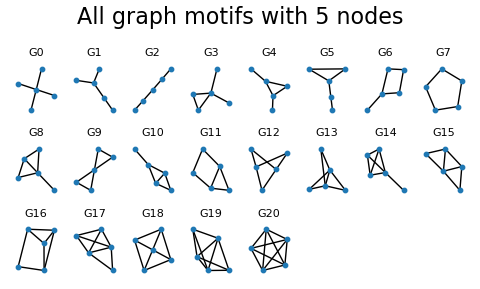 All graph motifs with 5 nodes
G0 G1 G2 G3 G4 G5 G6 G7
G8 G9 G10 G11 G12 G13 G14 G15
G16 G17 G18 G19 G20